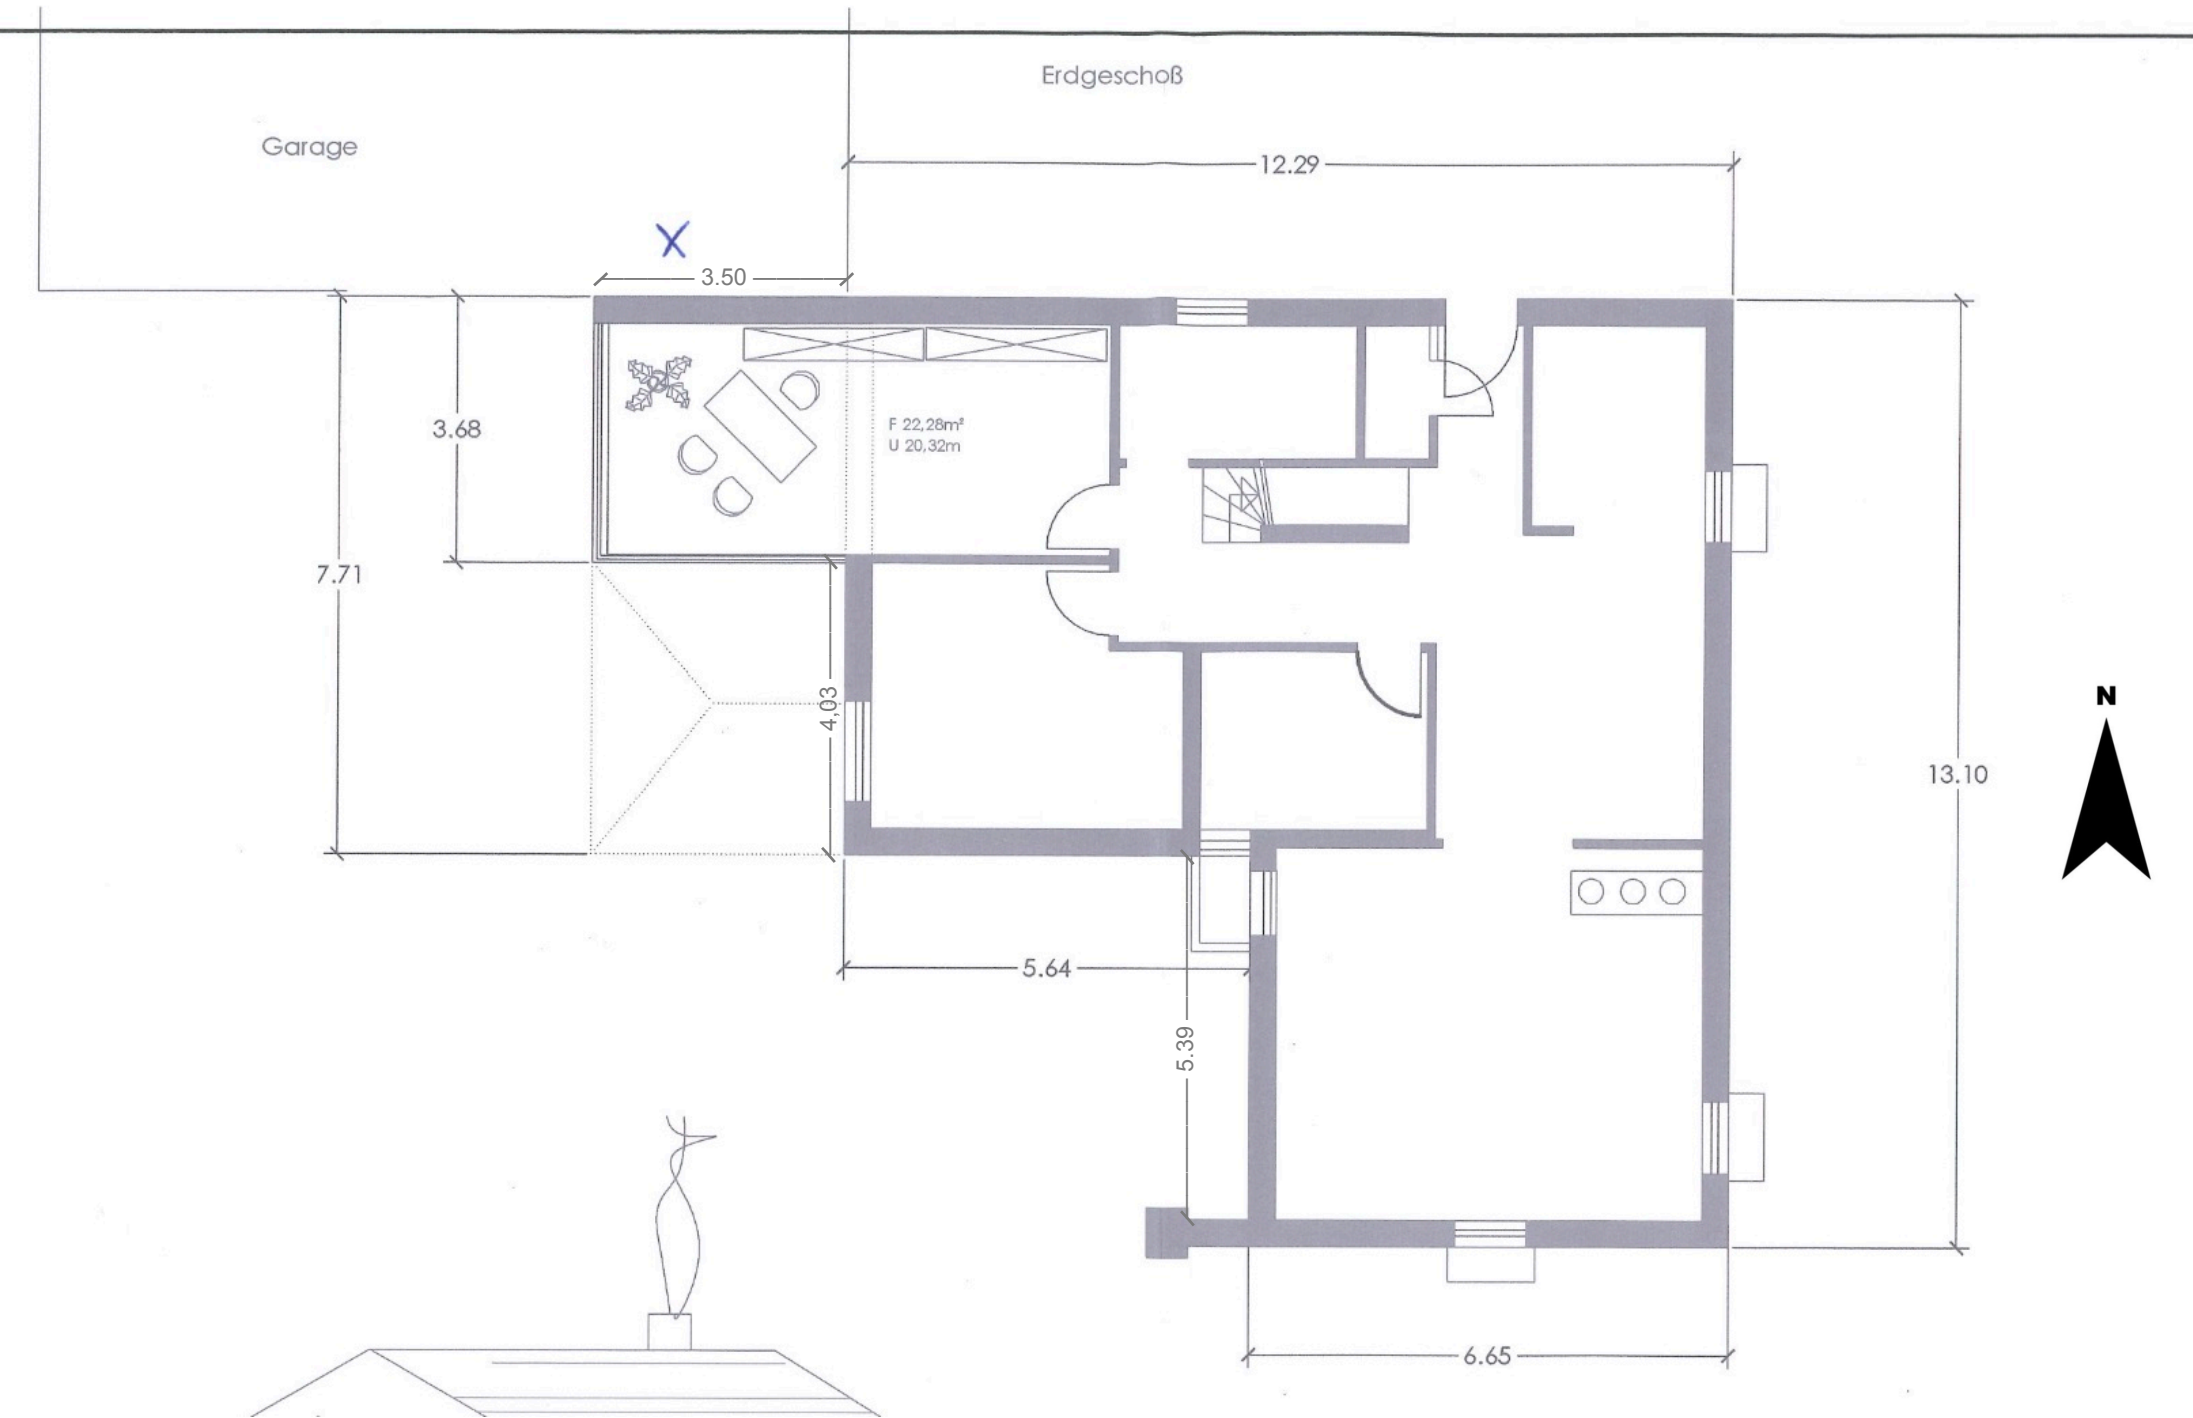 Erdgeschoß
Garage
12.29
X
3.50
3.68
F 22,28m²
U 20,32m
7.71
4,03
N
13.10
5.64
5.39
6.65